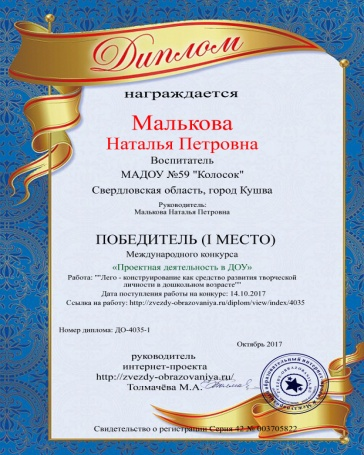 Диплом
награждается
Малькова
Наталья Петровна
Воспитатель
МАДОУ №59 "Колосок"
Свердловская область, город Кушва
Руководитель:
Малькова Наталья Петровна
ПОБЕДИТЕЛЬ (I МЕСТО)
Международного конкурса
«Проектная деятельность в ДОУ»
Работа: ""Лего - конструирование как средство развития творческой
личности в дошкольном возрасте""
Дата поступления работы на конкурс: 14.10.2017
Ссылка на работу: http://zvezdy-obrazovaniya.ru/diplom/view/index/4035
Номер диплома: ДО-4035-1
Октябрь 2017
руководитель
интернет-проекта
http://zvezdy-obrazovaniya.ru/
Толмачёва М.А.
Свидетельство о регистрации Серия 42 № 003705822